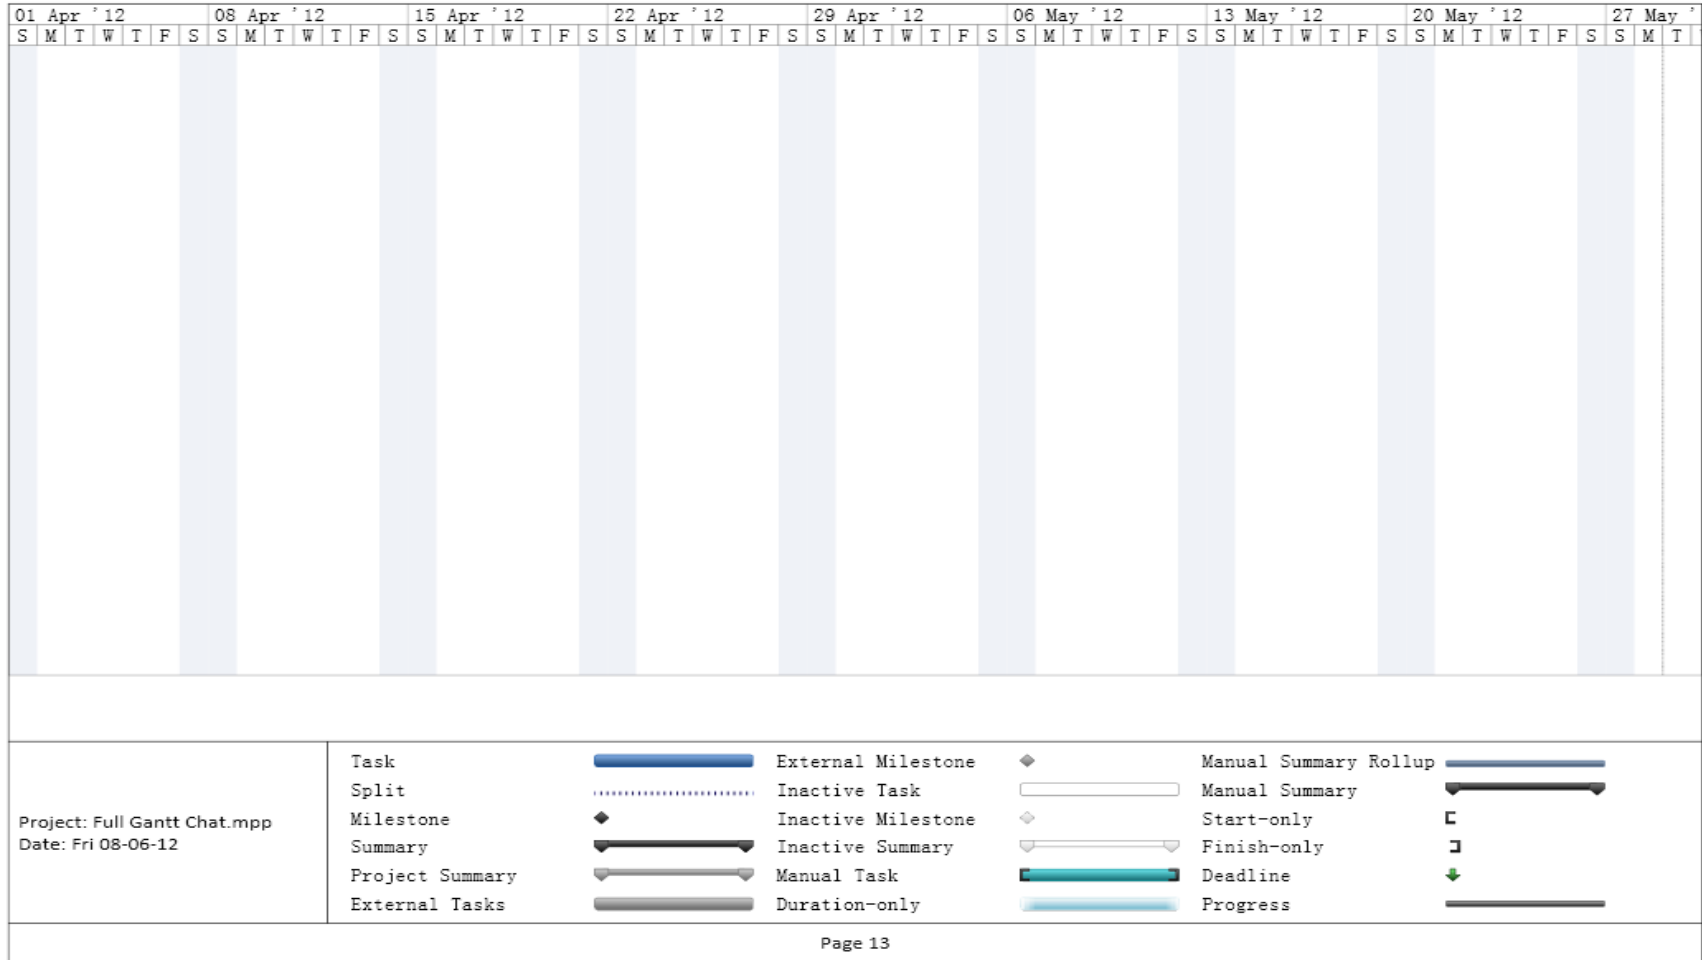 01 Apr '12 08 Apr '12 15 Apr '12 22 Apr '12 29 Apr '12 06 May '12 13 May '12 20 May '12 27 May '
S M T W T F S S M T W T F S S M T W T F S S M T W T F S S M T W T F S S M T W T F S S M T W T F S S M T W T F S S M T
Task External Milestone Manual Summary Rollup
Split Inactive Task Manual Summary
Milestone Inactive Milestone Start-only
Summary Inactive Summary Finish-only
Project Summary Manual Task Deadline
External Tasks Duration-only Progress
Project: Full Gantt Chat.mpp
Date: Fri 08-06-12
Page 13